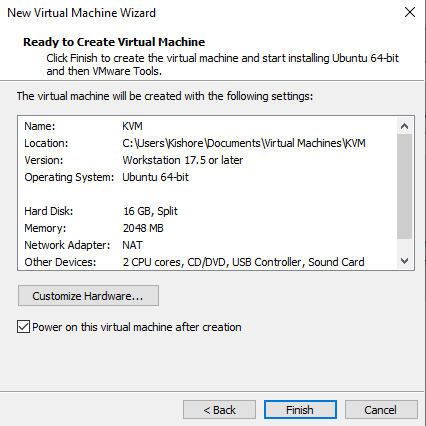 New Virtual Machine Wizard
Ready to Create Virtual Machine
Click Finish to create the virtual machine and start installing Ubuntu 64-bit
and then VMware Tools.
The virtual machine will be created with the following settings:
Name: KVM
Location: C:\Users\Kishore\Documents\Virtual Machines\KVM
Version: Workstation 17.5 or later
Operating System: Ubuntu 64-bit
Hard Disk: 16 GB, Split
Memory: 2048 MB
Network Adapter: NAT
Other Devices: 2 CPU cores, CD/DVD, USB Controller, Sound Card
Customize Hardware...
Power on this virtual machine after creation
< Back Finish Cancel